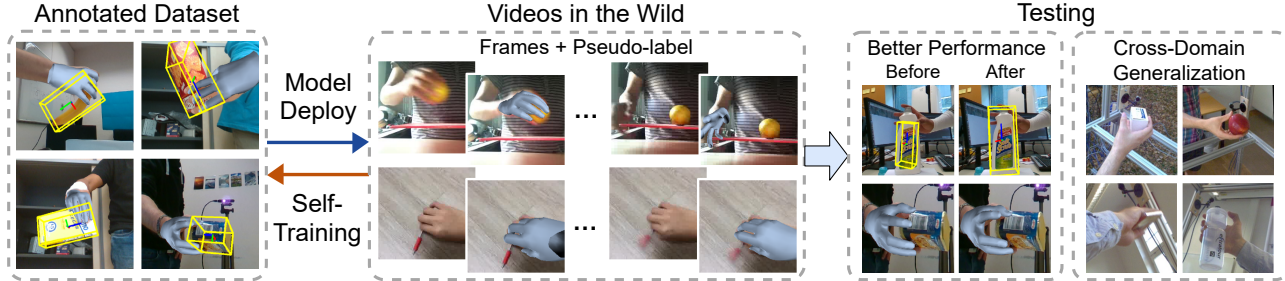 Annotated Dataset
Videos in the Wild
Testing
Model
Deploy
Self-
Training
Frames + Pseudo-label
...
...
Better Performance
Before
After
Cross-Domain
Generalization